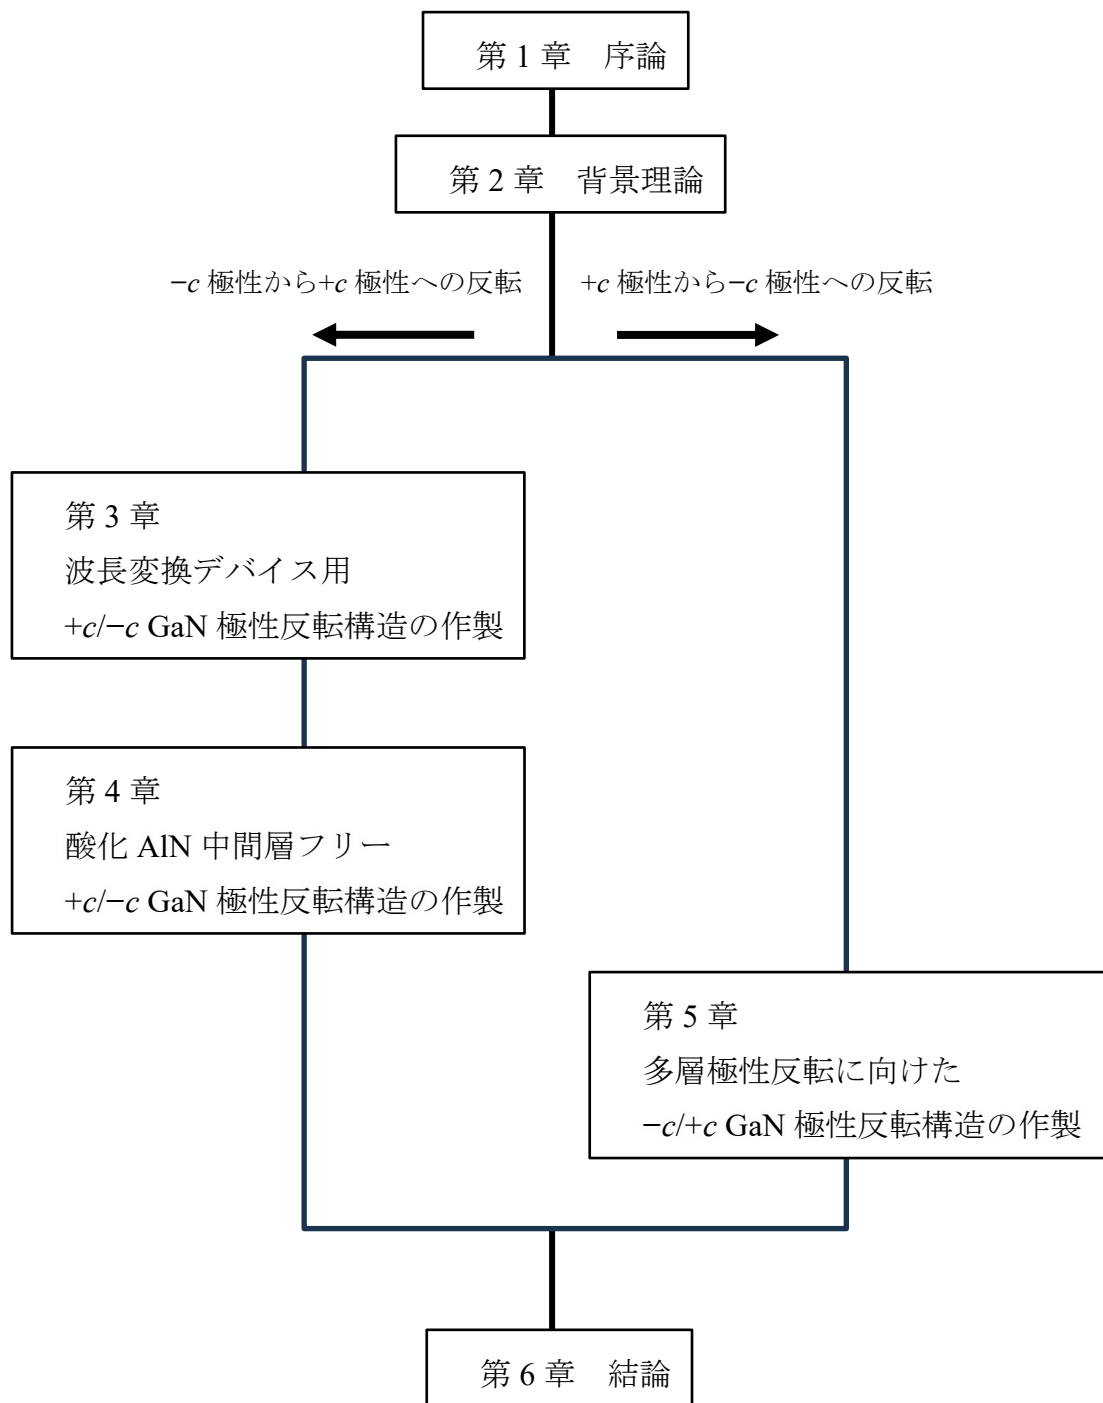 第 1 章　序論
第 2 章　背景理論
−c 極性から+c 極性への反転
+c 極性から−c 極性への反転
第 3 章
波長変換デバイス用
+c/−c GaN 極性反転構造の作製
第 4 章
酸化 AlN 中間層フリー
+c/−c GaN 極性反転構造の作製
第 5 章
多層極性反転に向けた
−c/+c GaN 極性反転構造の作製
第 6 章　結論